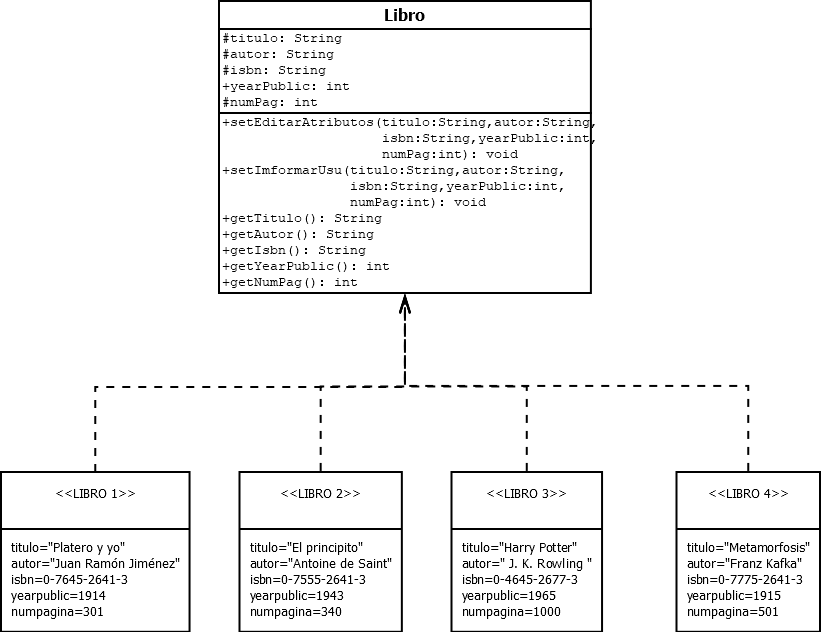 Libro
#titulo: String
#autor: String
#isbn: String
+yearPublic: int
#numPag: int
+setEditarAtributos(titulo:String,autor:String,
isbn:String,yearPublic:int,
numPag:int): void
+setImformarUsu(titulo:String,autor:String,
isbn:String,yearPublic:int,
numPag:int): void
+getTitulo(): String
+getAutor(): String
+getIsbn(): String
+getYearPublic(): int
+getNumPag(): int
<<LIBRO 1>>
titulo="Platero y yo"
autor="Juan Ramón Jiménez"
isbn=0-7645-2641-3
yearpublic=1914
numpagina=301
<<LIBRO 2>>
titulo="El principito"
autor="Antoine de Saint"
isbn=0-7555-2641-3
yearpublic=1943
numpagina=340
<<LIBRO 3>>
titulo="Harry Potter"
autor=" J. K. Rowling "
isbn=0-4645-2677-3
yearpublic=1965
numpagina=1000
<<LIBRO 4>>
titulo="Metamorfosis"
autor="Franz Kafka"
isbn=0-7775-2641-3
yearpublic=1915
numpagina=501